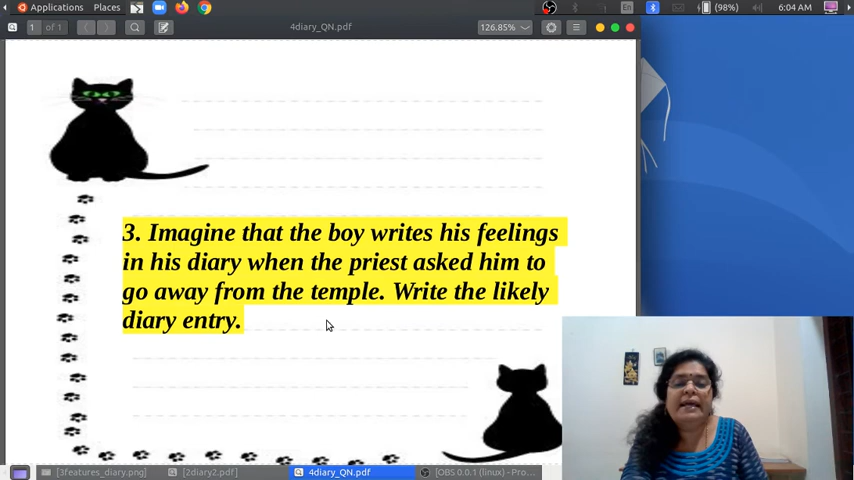 Applications Places En (98%) 6:04 AM
1 of 1 4diary_QN.pdf 126.85%
3. Imagine that the boy writes his feelings
in his diary when the priest asked him to
go away from the temple. Write the likely
diary entry.
[3features_diary.png] [2diary2.pdf] 4diary_QN.pdf [OBS 0.0.1 (linux) - Pro...